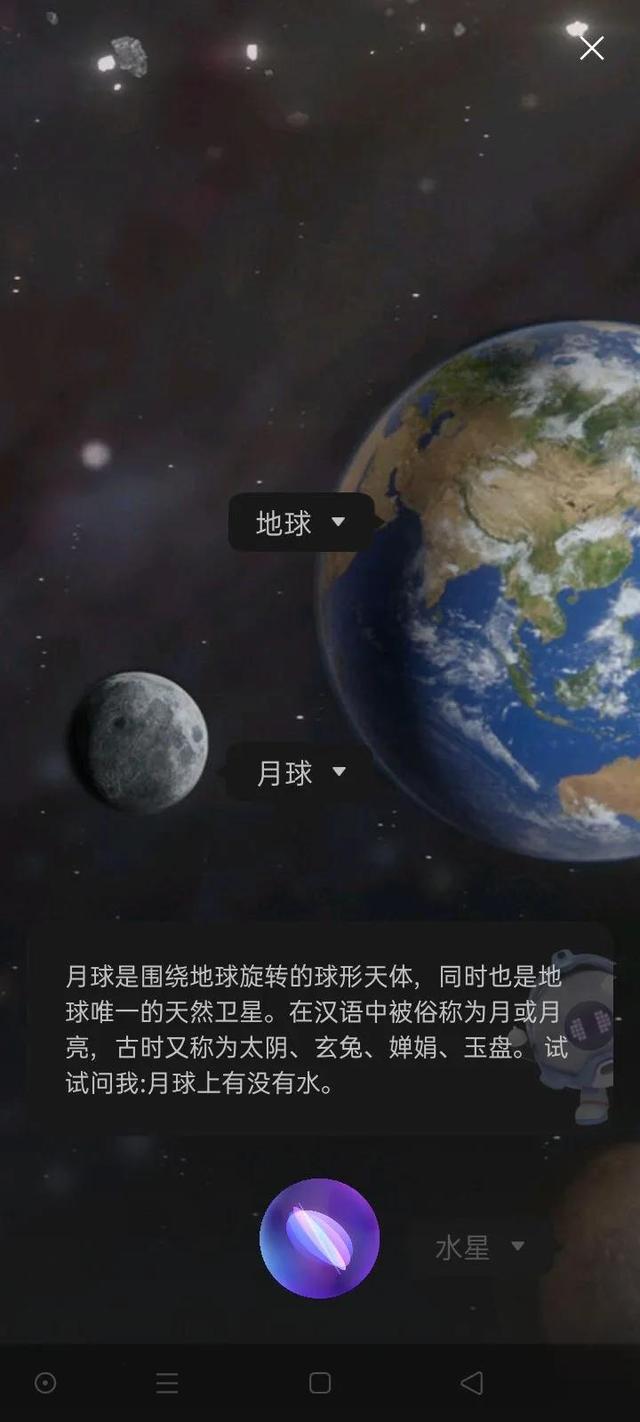 地球
月球
月球是围绕地球旋转的球形天体，同时也是地
球唯一的天然卫星。在汉语中被俗称为月或月
亮，古时又称为太阴、玄兔、婵娟、玉盘。 试
试问我:月球上有没有水。
水星